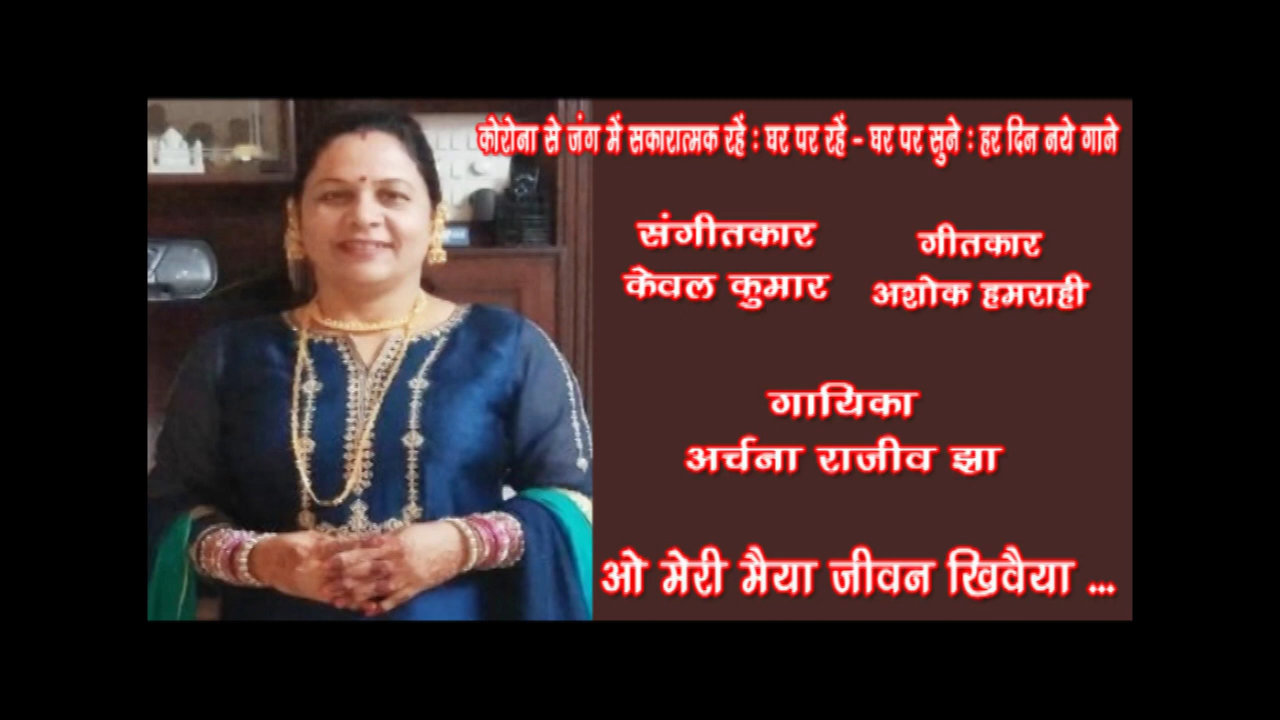 कोरोना से जंग में सकारात्मक रहें : घर पर रहें - घर पर सुने : हर दिन नये गाने
संगीतकार
केवल कुमार
गीतकार
अशोक हमराही
गायिका
अर्चना राजीव झा
ओ मेरी मैया जीवन खिवैया ...